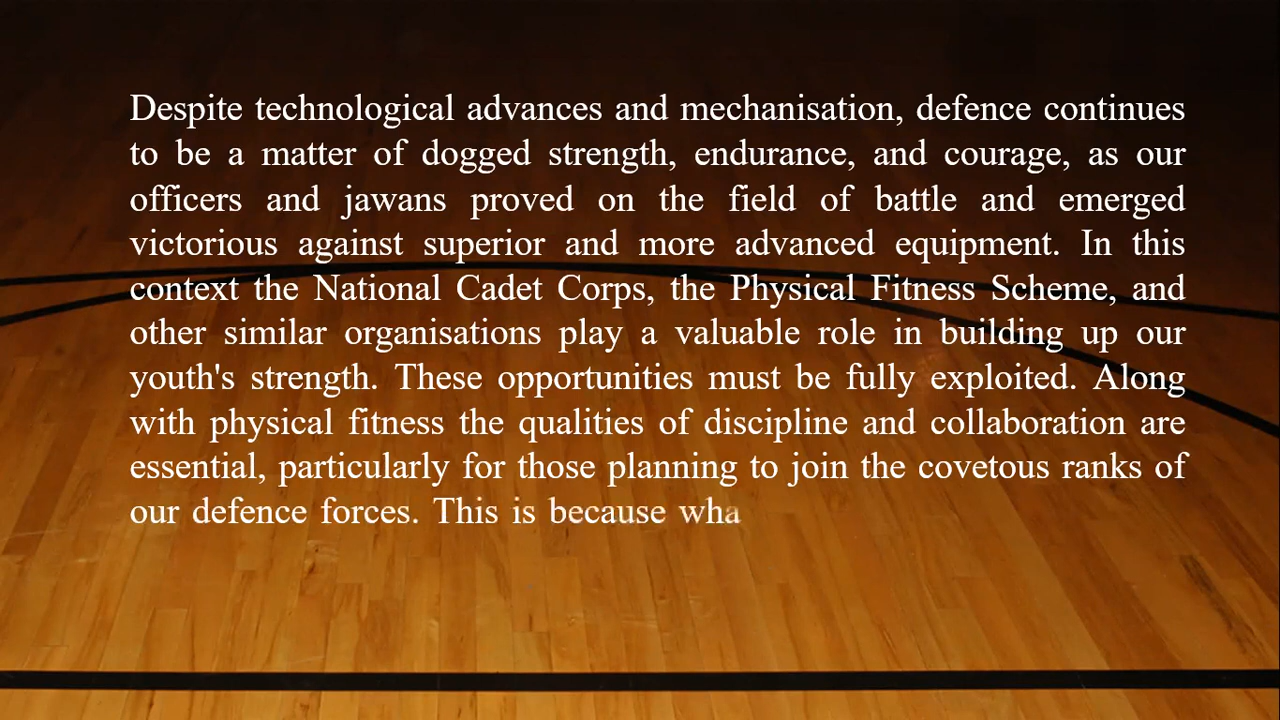 Despite technological advances and mechanisation, defence continues
to be a matter of dogged strength, endurance, and courage, as our
officers and jawans proved on the field of battle and emerged
victorious against superior and more advanced equipment. In this
context the National Cadet Corps, the Physical Fitness Scheme, and
other similar organisations play a valuable role in building up our
youth's strength. These opportunities must be fully exploited. Along
with physical fitness the qualities of discipline and collaboration are
essential, particularly for those planning to join the covetous ranks of
our defence forces. This is because wha